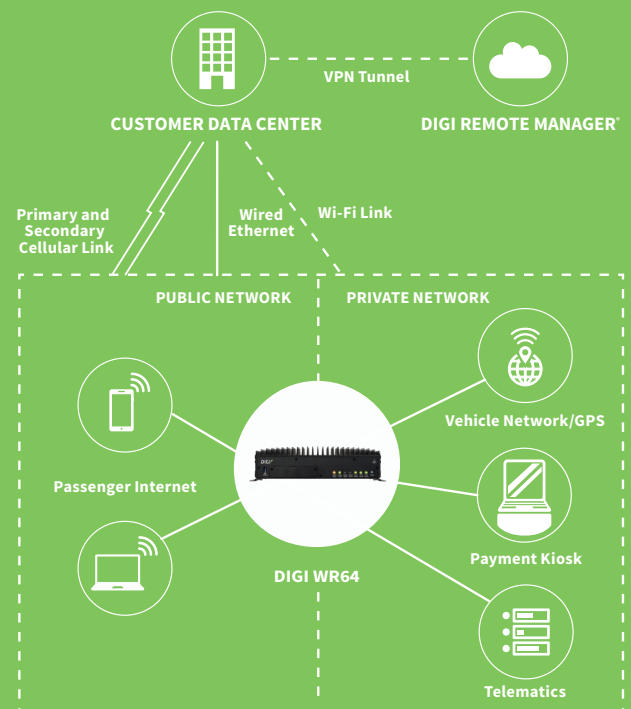 VPN Tunnel
CUSTOMER DATA CENTER
DIGI REMOTE MANAGER®
Primary and
Secondary
Cellular Link
Wired
Ethernet
Wi-Fi Link
PUBLIC NETWORK
PRIVATE NETWORK
Vehicle Network/GPS
DIGI
Passenger Internet
Payment Kiosk
DIGI WR64
Telematics